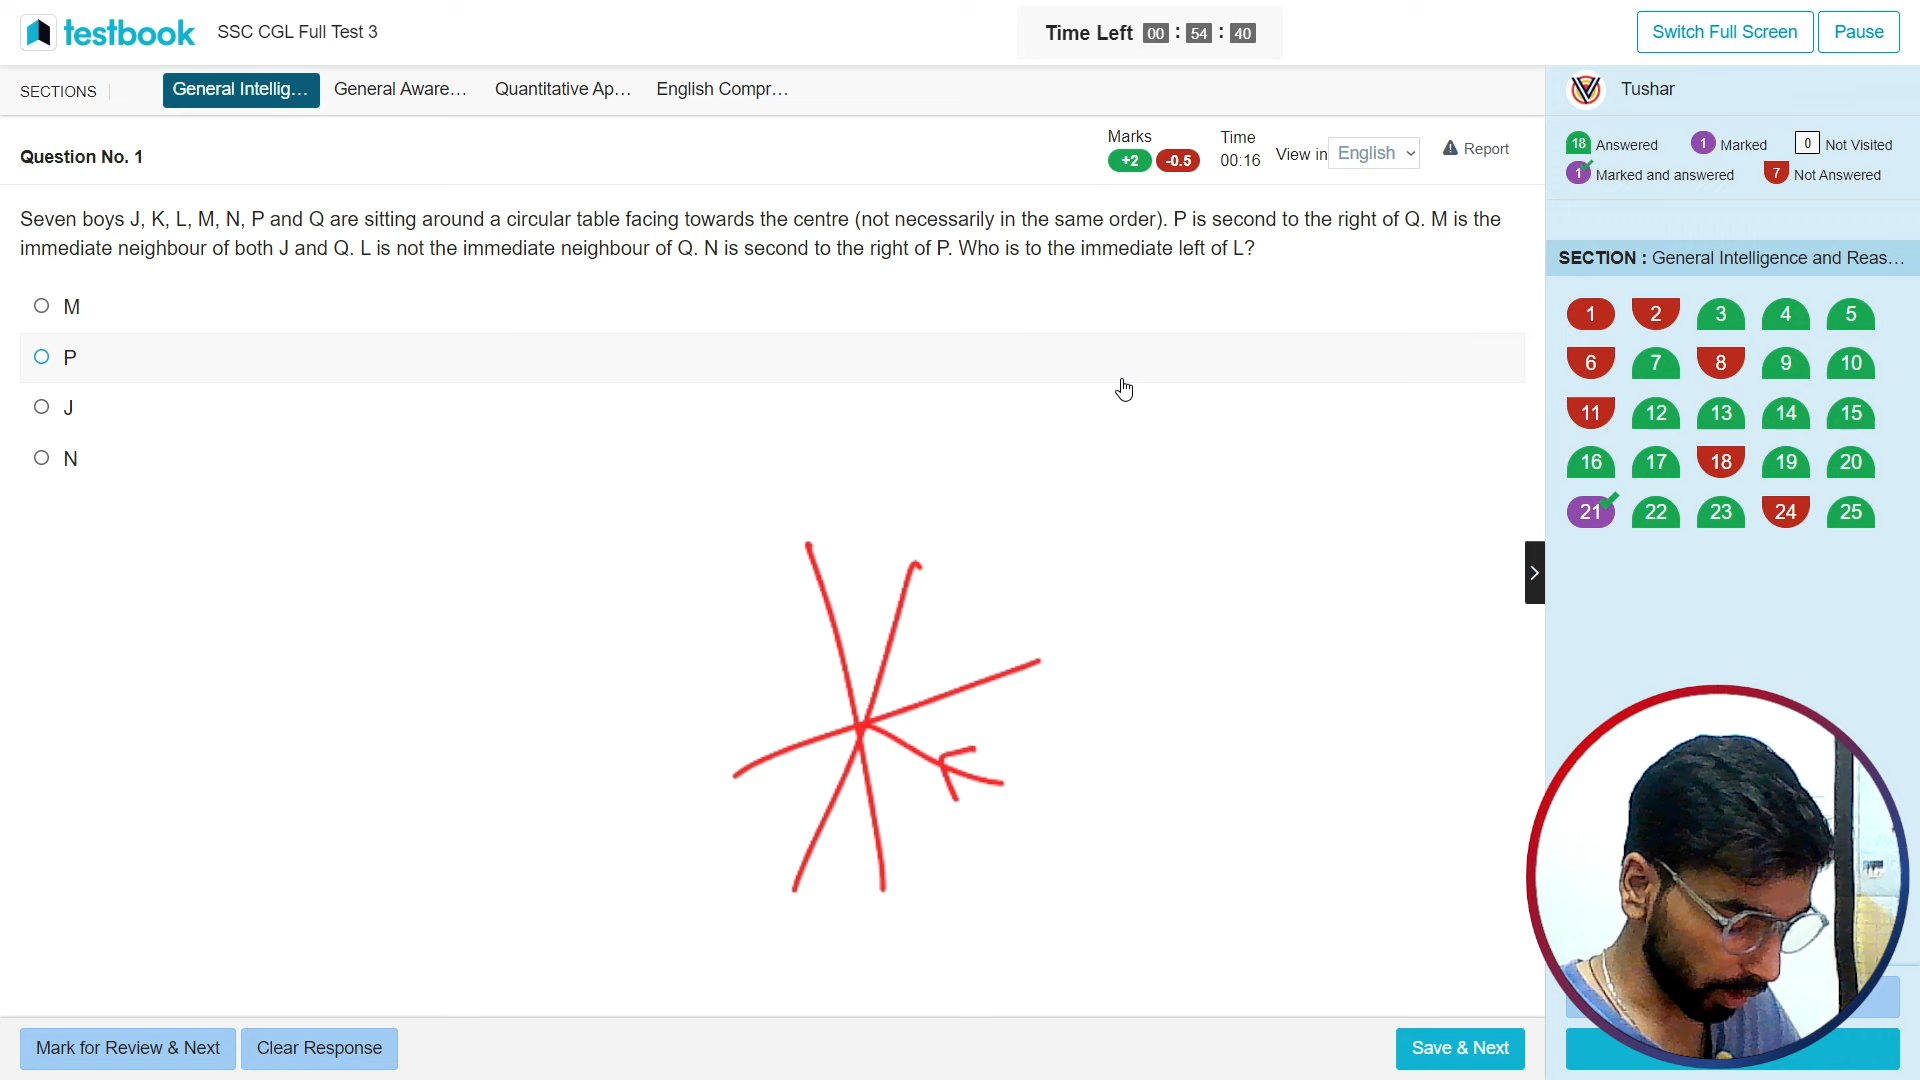 testbook SSC CGL Full Test 3 Time Left 00 : 54 : 40 Switch Full Screen Pause
SECTIONS General Intellig... General Aware... Quantitative Ap... English Compr...
Tushar
Question No. 1
Marks
+2 -0.5
Time
00:16
View in English
Report
18 Answered 1 Marked 0 Not Visited
1 Marked and answered 7 Not Answered
Seven boys J, K, L, M, N, P and Q are sitting around a circular table facing towards the centre (not necessarily in the same order). P is second to the right of Q. M is the
immediate neighbour of both J and Q. L is not the immediate neighbour of Q. N is second to the right of P. Who is to the immediate left of L?
M
P
J
N
SECTION : General Intelligence and Reas...
1 2 3 4 5
6 7 8 9 10
11 12 13 14 15
16 17 18 19 20
21 22 23 24 25
Mark for Review & Next Clear Response Save & Next